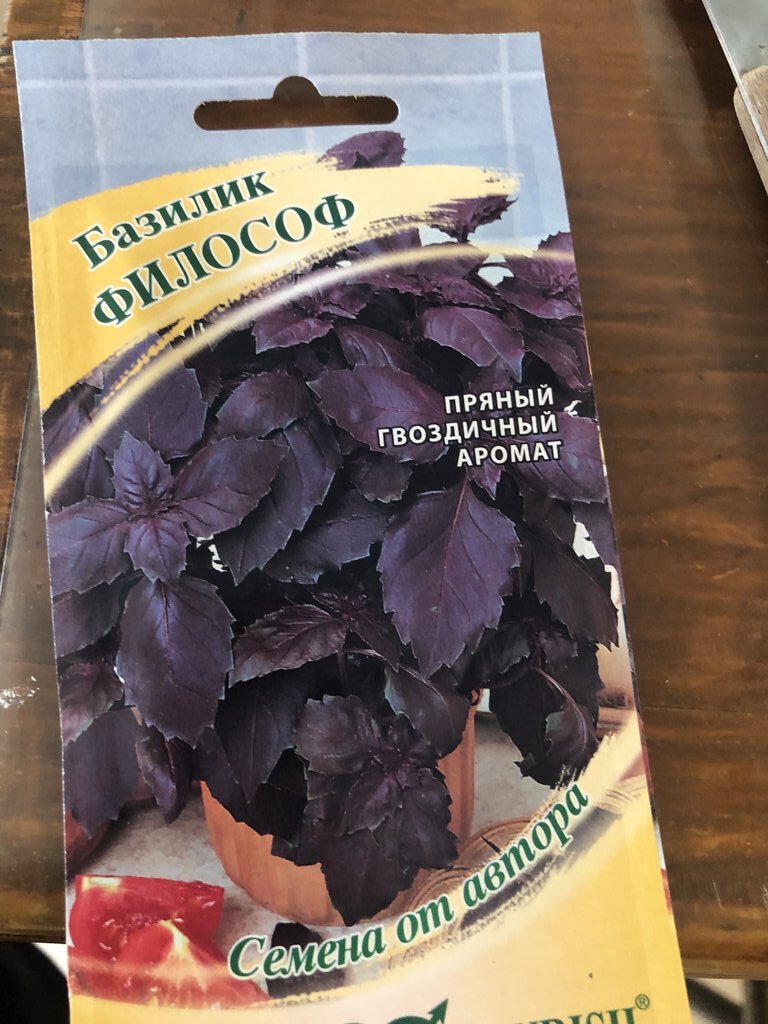 Базилик
ФИЛОСОФ
ПРЯНЫЙ
ГВОЗДИЧНЫЙ
АРОМАТ
Семена от автора